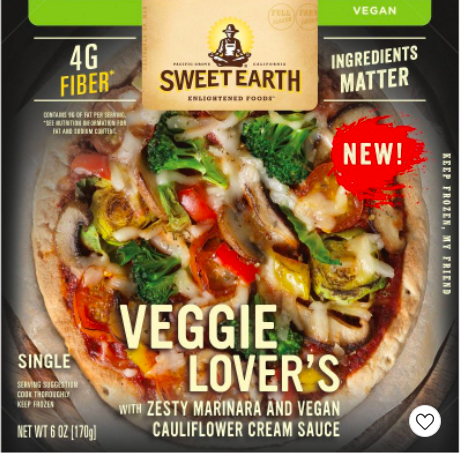 VEGAN
PACIFIC GROVE CALIFORNIA
SWEET EARTH
ENLIGHTENED FOODS™
4G
FIBER*
CONTAINS 9G OF FAT PER SERVING.
*SEE NUTRITION INFORMATION FOR
FAT AND SODIUM CONTENT.
INGREDIENTS
MATTER
NEW!
KEEP FROZEN, MY FRIEND
VEGGIE
LOVER'S
WITH ZESTY MARINARA AND VEGAN
CAULIFLOWER CREAM SAUCE
SINGLE
SERVING SUGGESTION
COOK THOROUGHLY
KEEP FROZEN
NET WT 6 OZ (170g)